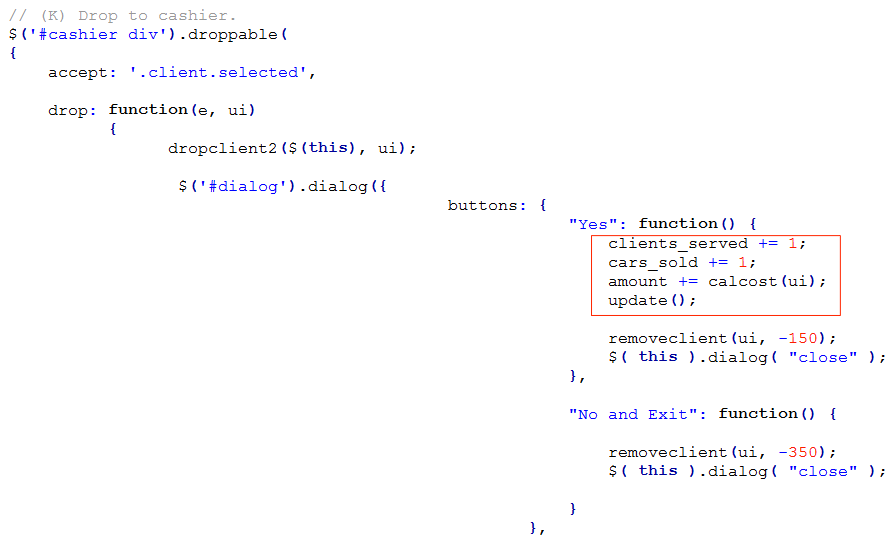 // (K) Drop to cashier.
$('#cashier div').droppable(
{
accept: '.client.selected',
drop: function(e, ui)
{
dropclient2($(this), ui);
$('#dialog').dialog({
buttons: {
"Yes": function() {
clients_served += 1;
cars_sold += 1;
amount += calcost(ui);
update();
removeclient(ui, -150);
$( this ).dialog( "close" );
},
"No and Exit": function() {
removeclient(ui, -350);
$( this ).dialog( "close" );
}
},